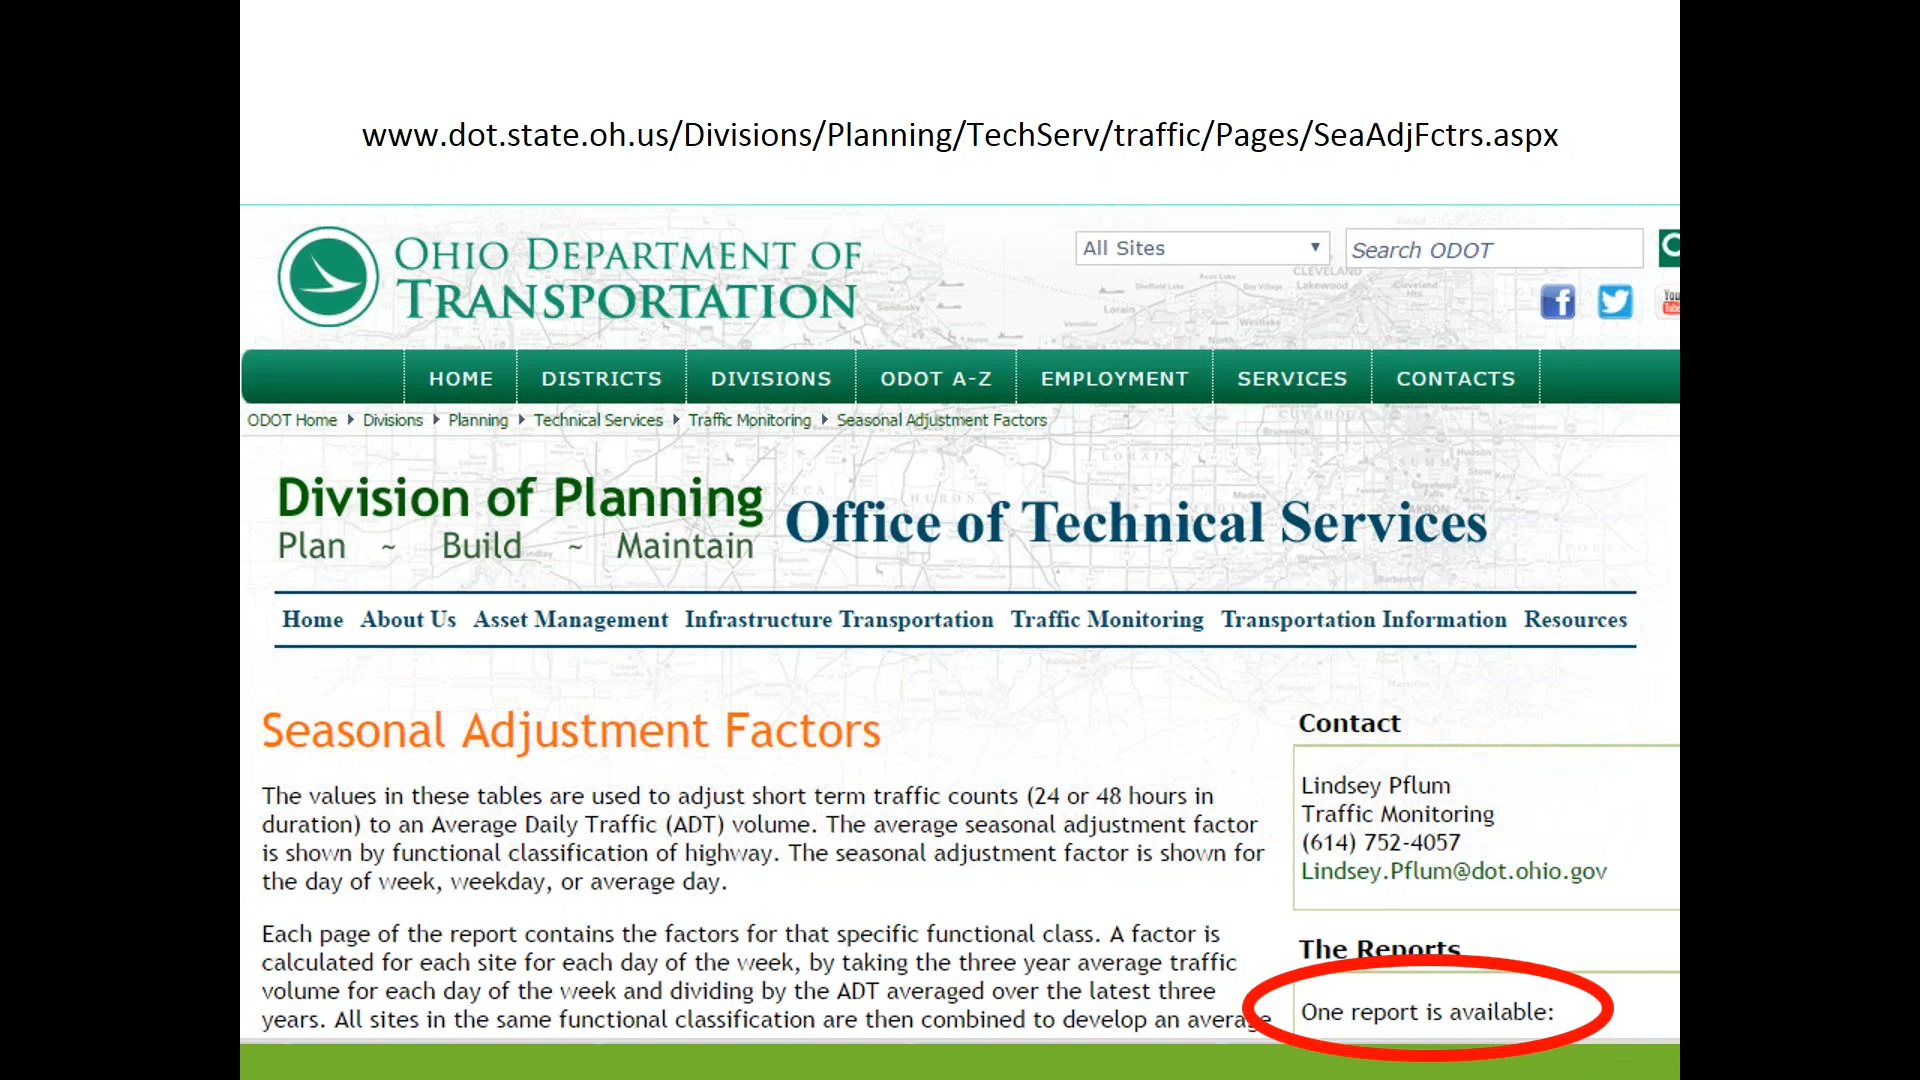 www.dot.state.oh.us/Divisions/Planning/TechServ/traffic/Pages/SeaAdjFctrs.aspx
OHIO DEPARTMENT OF
TRANSPORTATION
All Sites
Search ODOT
HOME DISTRICTS DIVISIONS ODOT A-Z EMPLOYMENT SERVICES CONTACTS
ODOT Home Divisions Planning Technical Services Traffic Monitoring Seasonal Adjustment Factors
Division of Planning
Plan ~ Build ~ Maintain
Office of Technical Services
Home About Us Asset Management Infrastructure Transportation Traffic Monitoring Transportation Information Resources
Seasonal Adjustment Factors
The values in these tables are used to adjust short term traffic counts (24 or 48 hours in
duration) to an Average Daily Traffic (ADT) volume. The average seasonal adjustment factor
is shown by functional classification of highway. The seasonal adjustment factor is shown for
the day of week, weekday, or average day.
Each page of the report contains the factors for that specific functional class. A factor is
calculated for each site for each day of the week, by taking the three year average traffic
volume for each day of the week and dividing by the ADT averaged over the latest three
years. All sites in the same functional classification are then combined to develop an average
Contact
Lindsey Pflum
Traffic Monitoring
(614) 752-4057
Lindsey.Pflum@dot.ohio.gov
The Reports
One report is available: